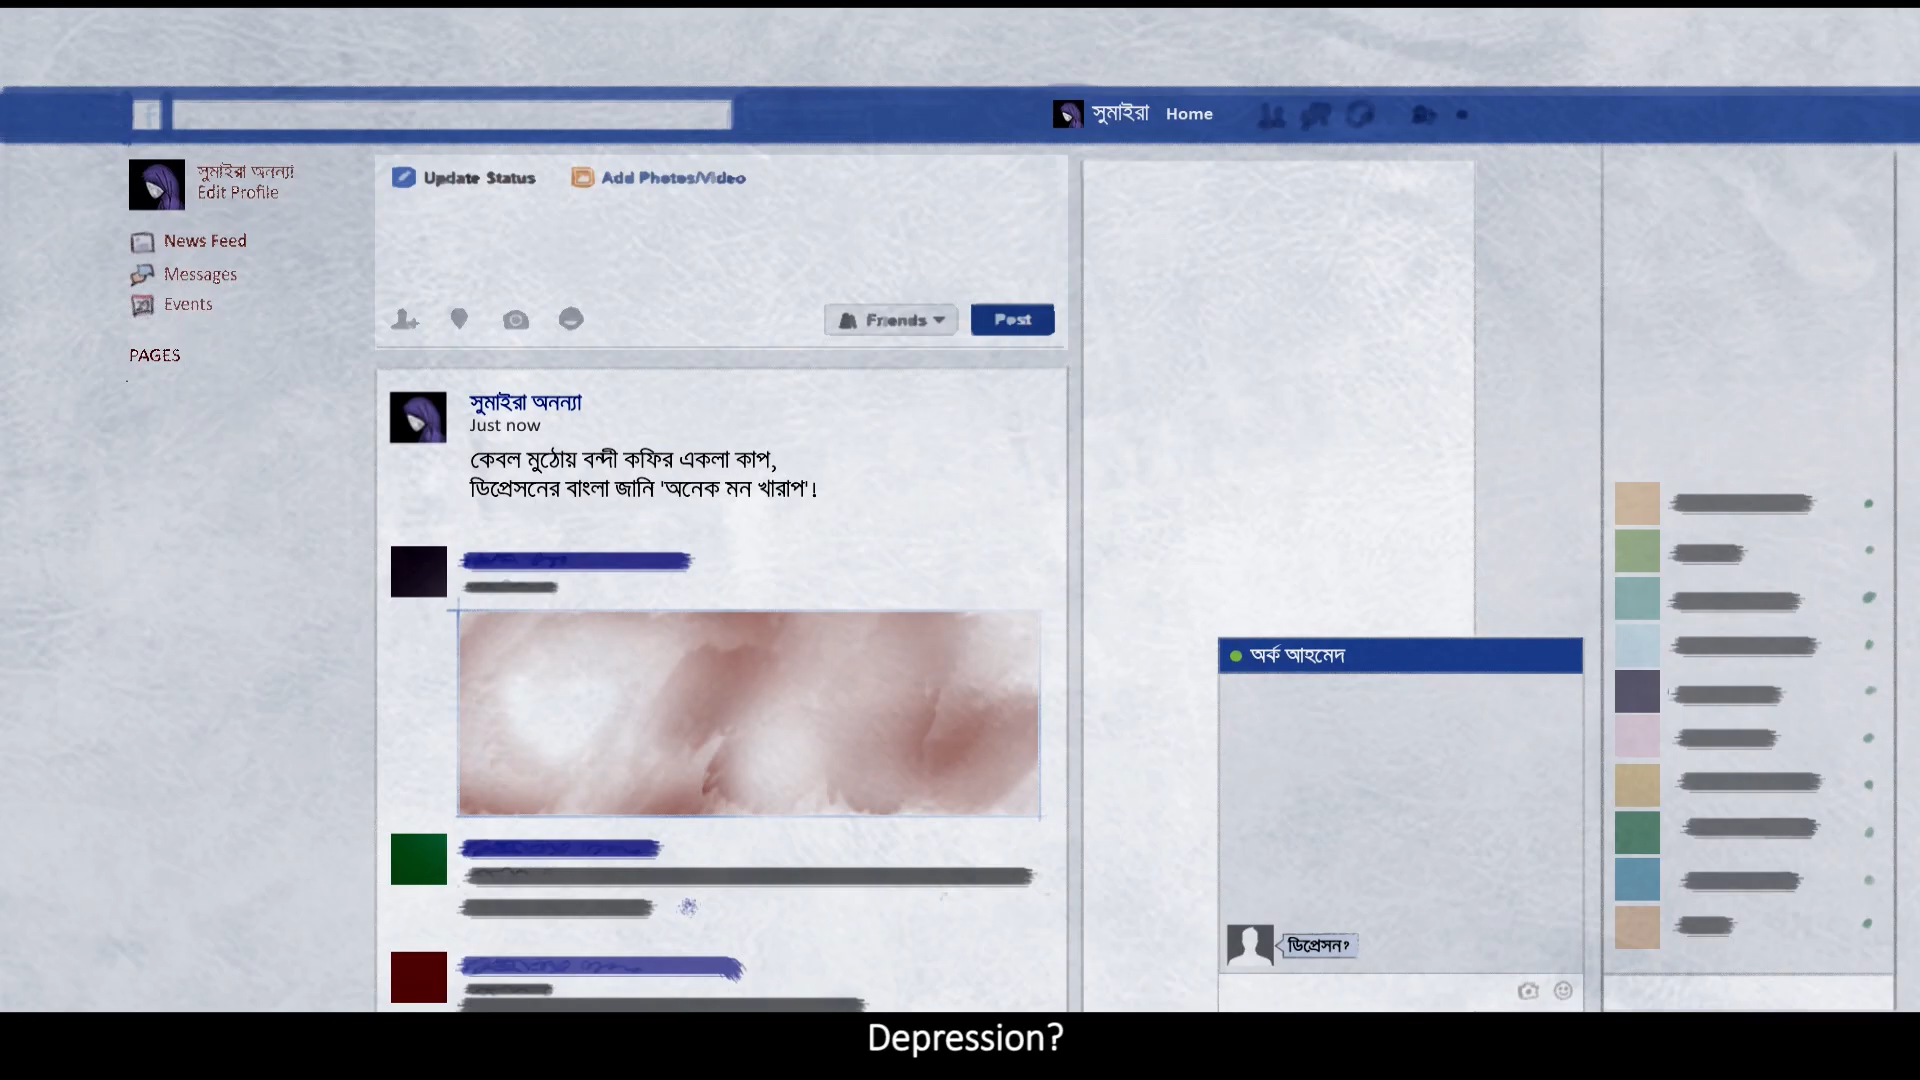 f
সুমাইরা Home
সুমাইরা অনন্যা
Edit Profile
News Feed
Messages
Events
PAGES
Update Status Add Photos/Video
Friends Post
সুমাইরা অনন্যা
Just now
কেবল মুঠোয় বন্দী কফির একলা কাপ,
ডিপ্রেসনের বাংলা জানি 'অনেক মন খারাপ'!
অর্ক আহমেদ
ডিপ্রেসন?
Depression?